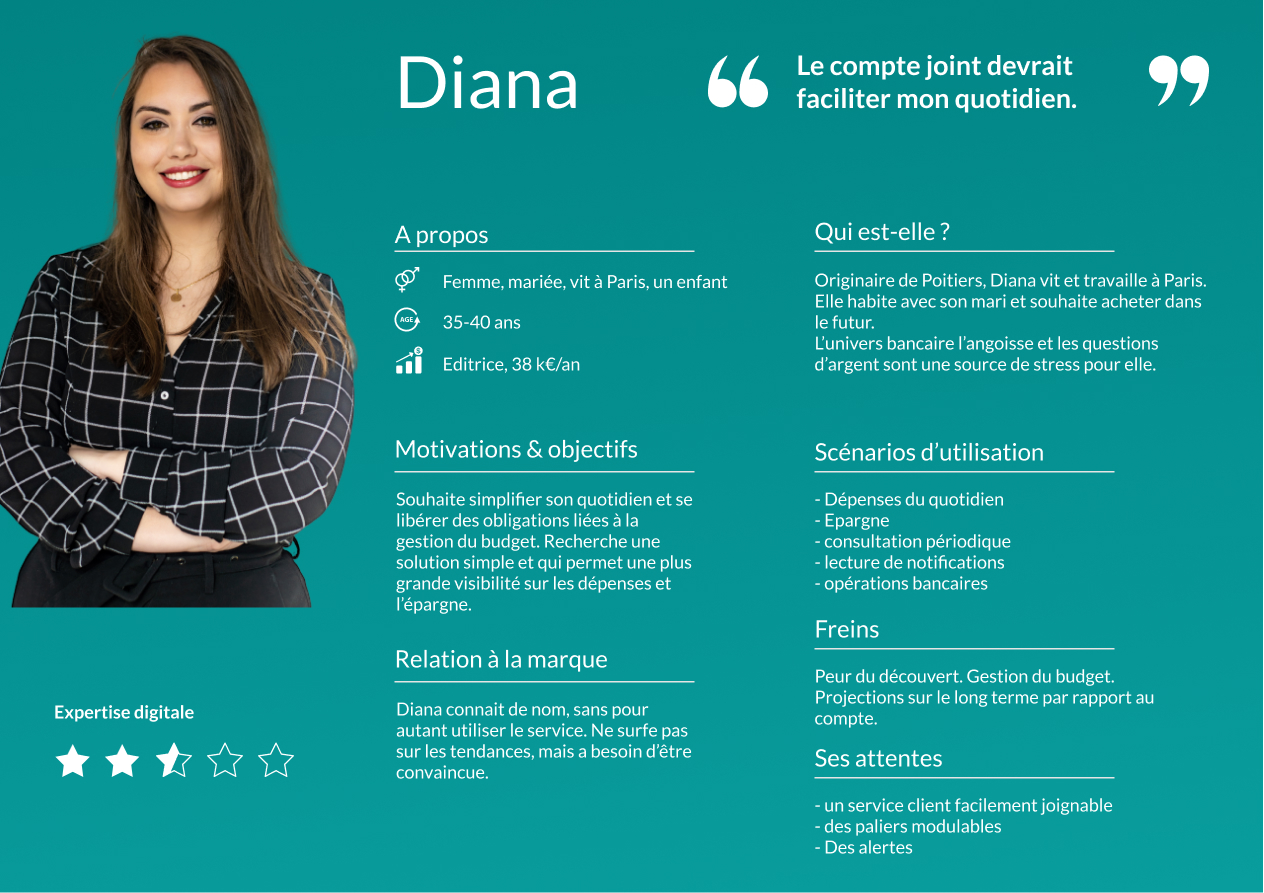 Diana
Le compte joint devrait
faciliter mon quotidien.
A propos
Femme, mariée, vit à Paris, un enfant
AGE
35-40 ans
$
Editrice, 38 k€/an
Qui est-elle ?
Originaire de Poitiers, Diana vit et travaille à Paris.
Elle habite avec son mari et souhaite acheter dans
le futur.
L’univers bancaire l’angoisse et les questions
d’argent sont une source de stress pour elle.
Motivations & objectifs
Souhaite simplifier son quotidien et se
libérer des obligations liées à la
gestion du budget. Recherche une
solution simple et qui permet une plus
grande visibilité sur les dépenses et
l’épargne.
Scénarios d’utilisation
- Dépenses du quotidien
- Epargne
- consultation périodique
- lecture de notifications
- opérations bancaires
Relation à la marque
Diana connait de nom, sans pour
autant utiliser le service. Ne surfe pas
sur les tendances, mais a besoin d’être
convaincue.
Freins
Peur du découvert. Gestion du budget.
Projections sur le long terme par rapport au
compte.
Ses attentes
- un service client facilement joignable
- des paliers modulables
- Des alertes
Expertise digitale